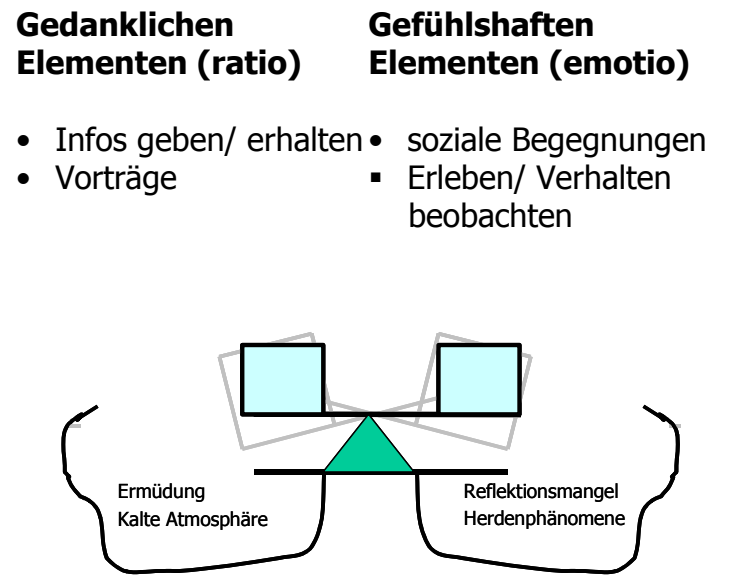 Gedanklichen
Elementen (ratio)
• Infos geben/ erhalten
• Vorträge
Gefühlshaften
Elementen (emotio)
• soziale Begegnungen
▪ Erleben/ Verhalten
beobachten
Ermüdung
Kalte Atmosphäre
Reflektionsmangel
Herdenphänomene